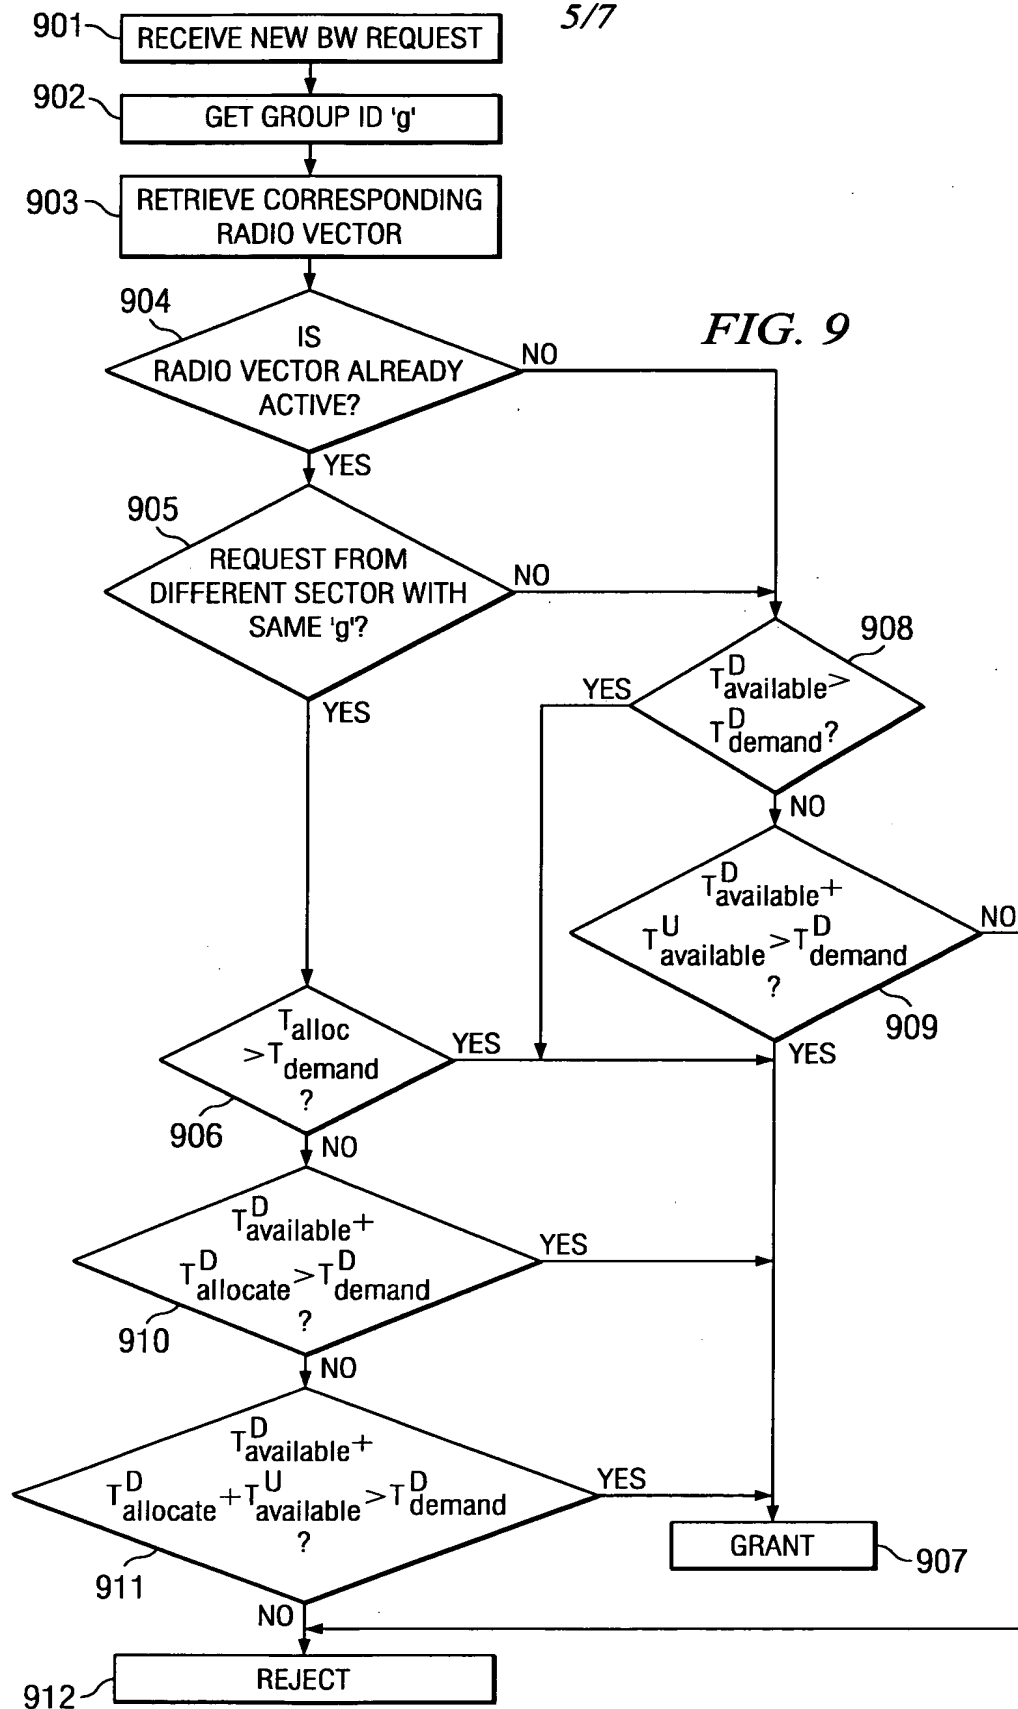 5/7
901
RECEIVE NEW BW REQUEST
902
GET GROUP ID 'g'
903
RETRIEVE CORRESPONDING
RADIO VECTOR
904
IS
RADIO VECTOR ALREADY
ACTIVE?
NO
FIG. 9
YES
905
REQUEST FROM
DIFFERENT SECTOR WITH
SAME 'g'?
NO
YES
908
T^D_available>
T^D_demand?
YES
NO
T^D_available+
T^U_available>T^D_demand
?
NO
909
YES
T_alloc
>T_demand
?
YES
906
NO
T^D_available+
T^D_allocate>T^D_demand
?
YES
910
NO
T^D_available+
T^D_allocate+T^U_available>T^D_demand
?
YES
911
NO
GRANT
907
REJECT
912